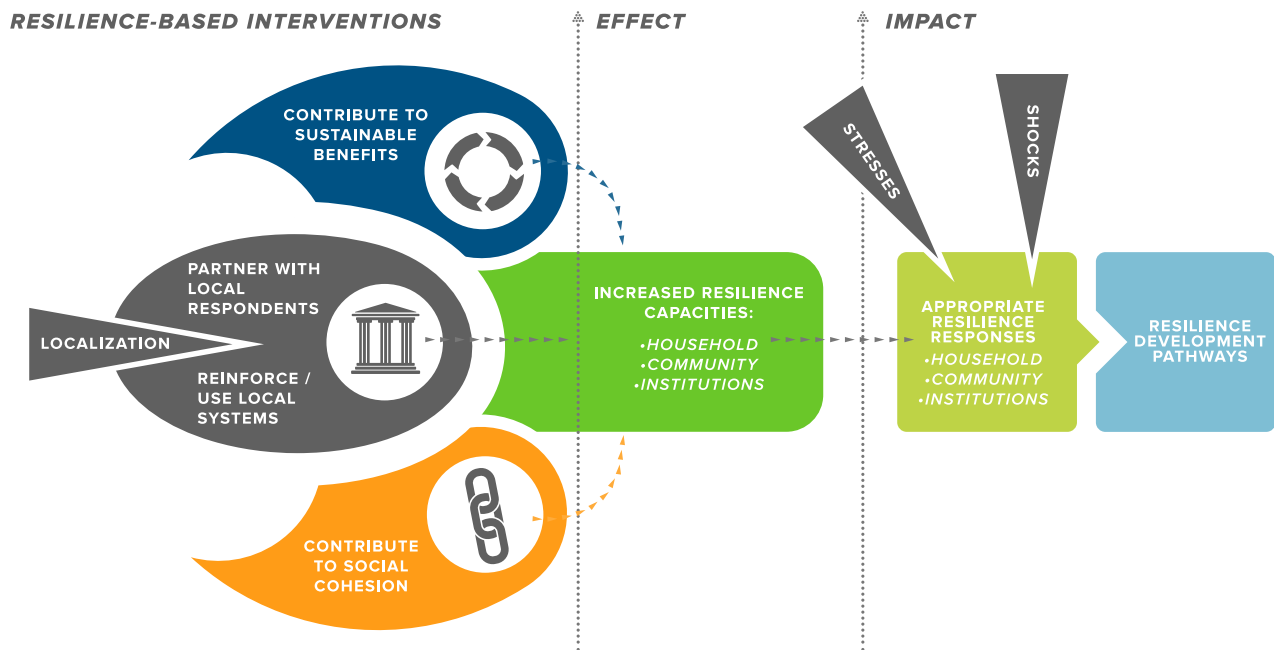 RESILIENCE-BASED INTERVENTIONS
EFFECT
IMPACT
CONTRIBUTE TO
SUSTAINABLE
BENEFITS
STRESSES
SHOCKS
PARTNER WITH
LOCAL
RESPONDENTS
LOCALIZATION
REINFORCE /
USE LOCAL
SYSTEMS
INCREASED RESILIENCE
CAPACITIES:
•HOUSEHOLD
•COMMUNITY
•INSTITUTIONS
APPROPRIATE
RESILIENCE
RESPONSES
•HOUSEHOLD
•COMMUNITY
•INSTITUTIONS
RESILIENCE
DEVELOPMENT
PATHWAYS
CONTRIBUTE
TO SOCIAL
COHESION